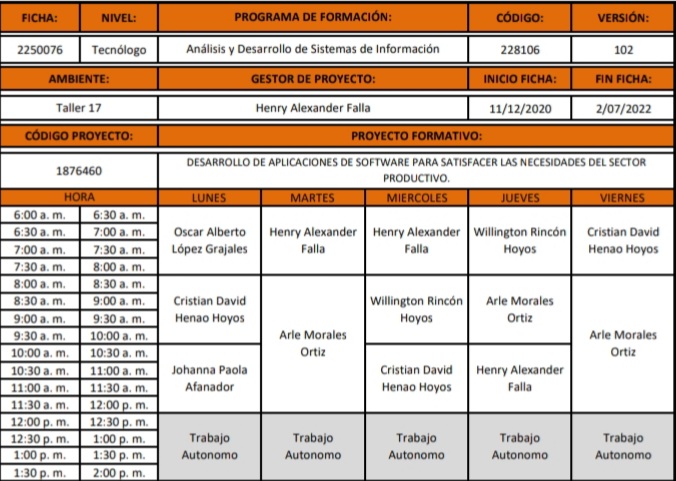 FICHA: NIVEL: PROGRAMA DE FORMACIÓN: CÓDIGO: VERSIÓN:
2250076 Tecnólogo Análisis y Desarrollo de Sistemas de Información 228106 102
AMBIENTE: GESTOR DE PROYECTO: INICIO FICHA: FIN FICHA:
Taller 17 Henry Alexander Falla 11/12/2020 2/07/2022
CÓDIGO PROYECTO: PROYECTO FORMATIVO:
1876460
DESARROLLO DE APLICACIONES DE SOFTWARE PARA SATISFACER LAS NECESIDADES DEL SECTOR
PRODUCTIVO.
HORA LUNES MARTES MIERCOLES JUEVES VIERNES
6:00 a. m. 6:30 a. m.
6:30 a. m. 7:00 a. m. Oscar Alberto Henry Alexander Henry Alexander Willington Rincón Cristian David
7:00 a. m. 7:30 a. m. López Grajales Falla Falla Hoyos Henao Hoyos
7:30 a. m. 8:00 a. m.
8:00 a. m. 8:30 a. m.
8:30 a. m. 9:00 a. m. Cristian David Willington Rincón Arle Morales
9:00 a. m. 9:30 a. m. Henao Hoyos Hoyos Ortiz
9:30 a. m. 10:00 a. m. Arle Morales Arle Morales
10:00 a. m. 10:30 a. m. Ortiz Ortiz
10:30 a. m. 11:00 a. m. Johanna Paola Cristian David Henry Alexander
11:00 a. m. 11:30 a. m. Afanador Henao Hoyos Falla
11:30 a. m. 12:00 p. m.
12:00 p. m. 12:30 p. m.
12:30 p. m. 1:00 p. m. Trabajo Trabajo Trabajo Trabajo Trabajo
1:00 p. m. 1:30 p. m. Autonomo Autonomo Autonomo Autonomo Autonomo
1:30 p. m. 2:00 p. m.